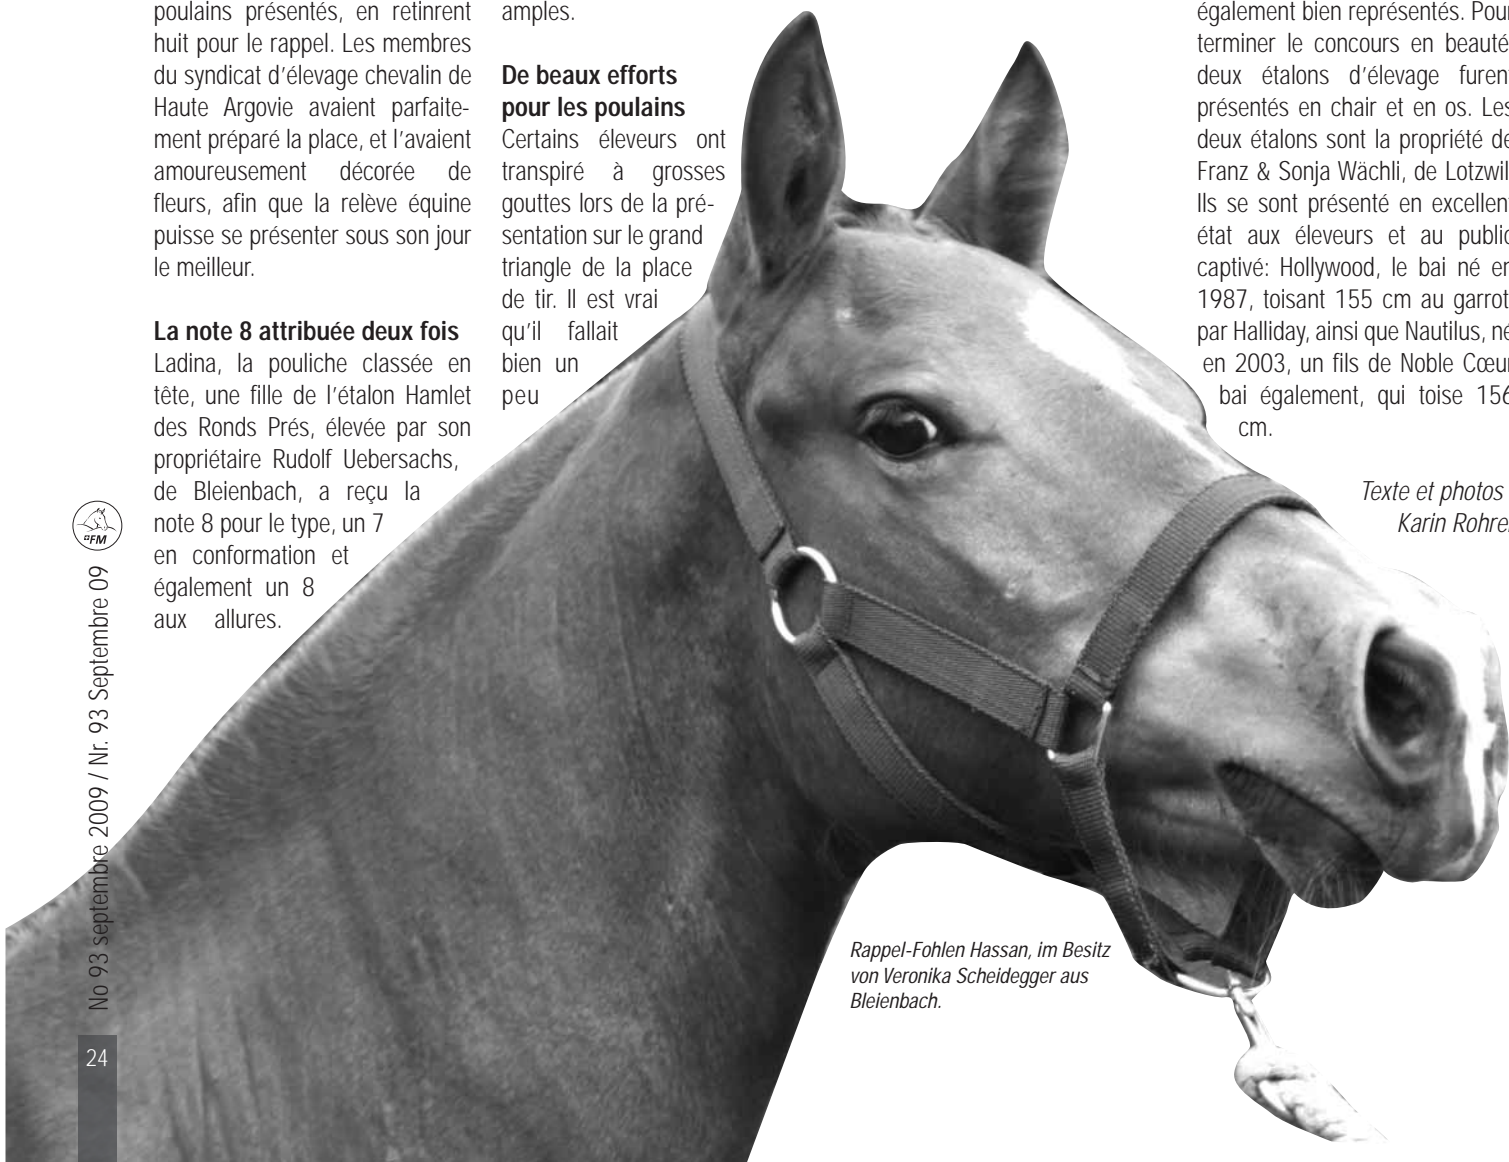 poulains présentés, en retinrent
huit pour le rappel. Les membres
du syndicat d'élevage chevalin de
Haute Argovie avaient parfaite-
ment préparé la place, et l'avaient
amoureusement décorée de
fleurs, afin que la relève équine
puisse se présenter sous son jour
le meilleur.
La note 8 attribuée deux fois
Ladina, la pouliche classée en
tête, une fille de l'étalon Hamlet
des Ronds Prés, élevée par son
propriétaire Rudolf Uebersachs,
de Bleienbach, a reçu la
note 8 pour le type, un 7
en conformation et
également un 8
aux allures.
amples.
De beaux efforts
pour les poulains
Certains éleveurs ont
transpiré à grosses
gouttes lors de la pré-
sentation sur le grand
triangle de la place
de tir. Il est vrai
qu'il fallait
bien un
peu
également bien représentés. Pour
terminer le concours en beauté,
deux étalons d'élevage furent
présentés en chair et en os. Les
deux étalons sont la propriété de
Franz & Sonja Wächli, de Lotzwil.
Ils se sont présenté en excellent
état aux éleveurs et au public
captivé: Hollywood, le bai né en
1987, toisant 155 cm au garrot,
par Halliday, ainsi que Nautilus, né
en 2003, un fils de Noble Cœur
bai également, qui toise 156
cm.
Texte et photos
Karin Rohrer
Rappel-Fohlen Hassan, im Besitz
von Veronika Scheidegger aus
Bleienbach.
FM
No 93 septembre 2009 / Nr. 93 Septembre 09
24